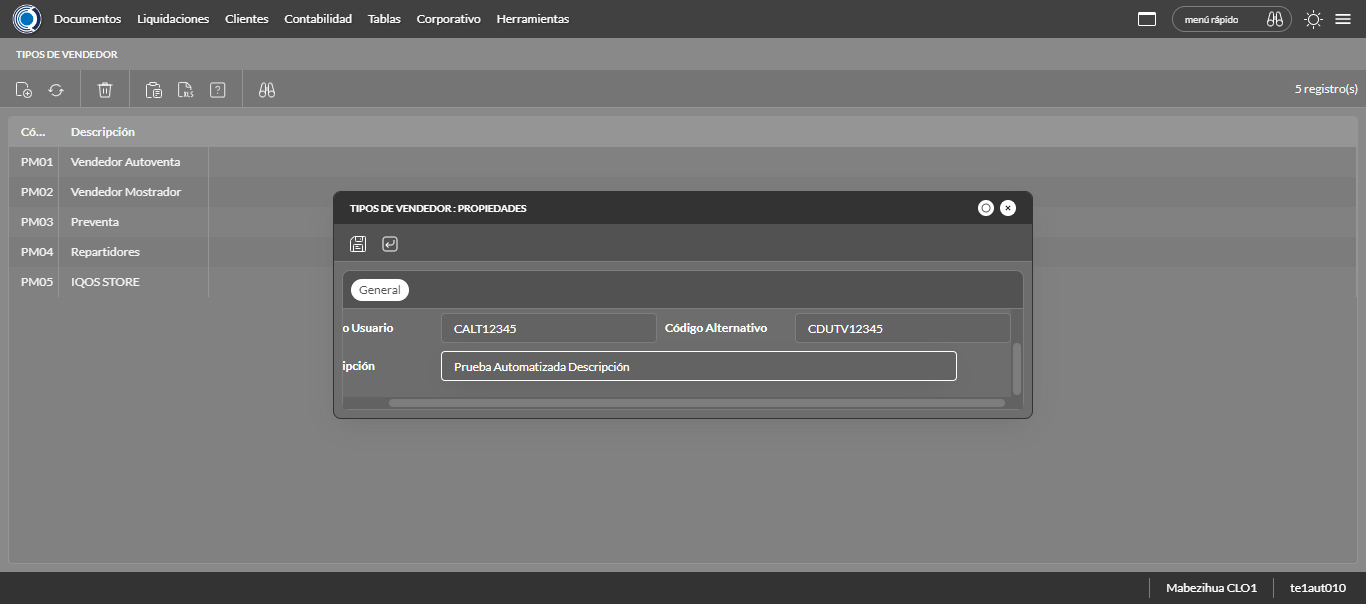 Documentos Liquidaciones Clientes Contabilidad Tablas Corporativo Herramientas menú rápido
TIPOS DE VENDEDOR
XLS ? 5 registro(s)
Có... Descripción
PM01 Vendedor Autoventa
PM02 Vendedor Mostrador
PM03 Preventa
PM04 Repartidores
PM05 IQOS STORE
TIPOS DE VENDEDOR : PROPIEDADES
General
o Usuario CALT12345 Código Alternativo CDUTV12345
ipción Prueba Automatizada Descripción
Mabezihua CLO1 te1aut010